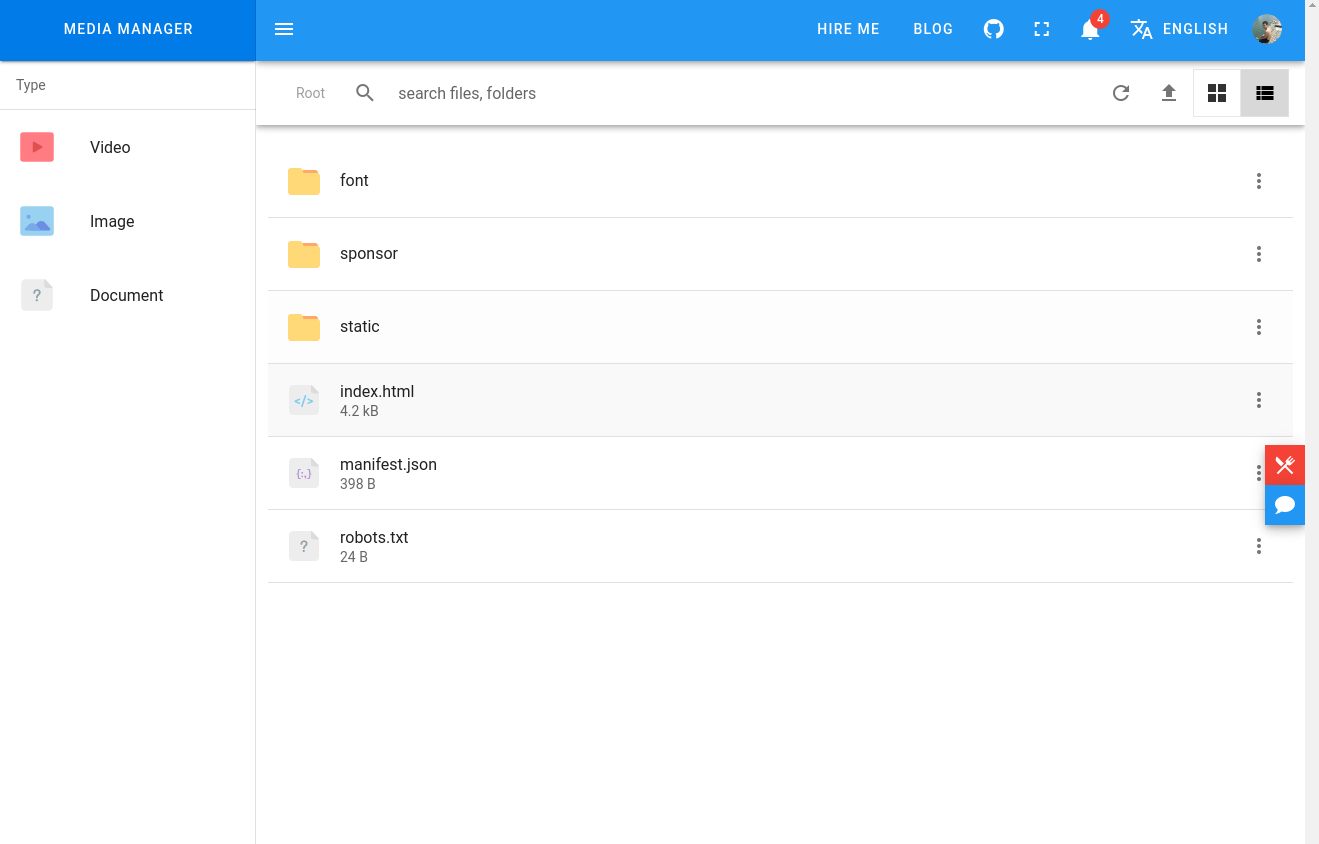 MEDIA MANAGER
HIRE ME
BLOG
4
ENGLISH
Type
Root
search files, folders
Video
Image
? Document
font
sponsor
static
</> index.html
4.2 kB
{:,} manifest.json
398 B
? robots.txt
24 B